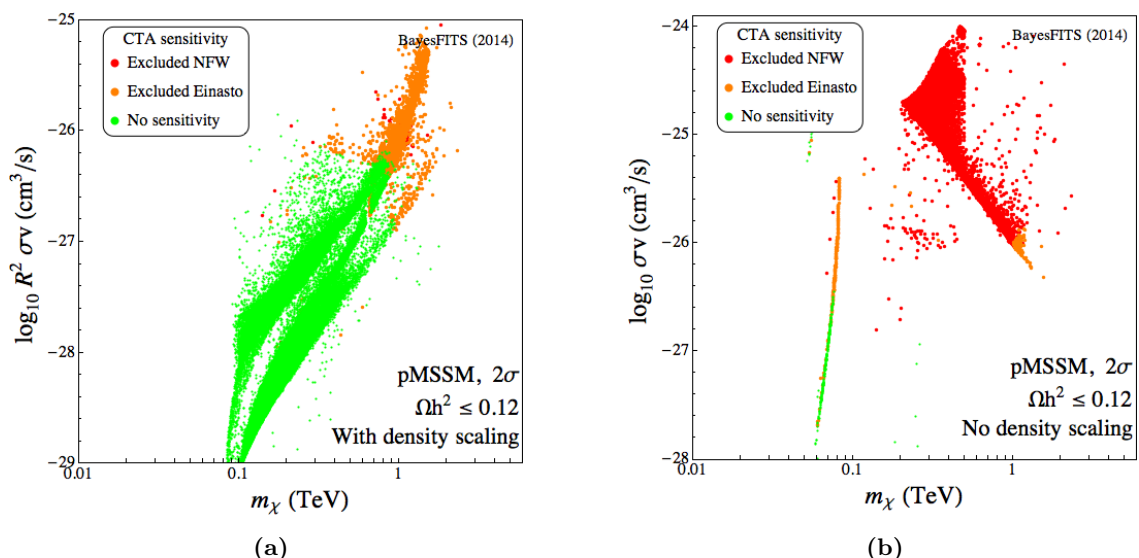 −25
CTA sensitivity
BayesFITS (2014)
Excluded NFW
Excluded Einasto
No sensitivity
−26
−27
−28
−29
log₁₀ R² σv (cm³/s)
pMSSM, 2σ
Ωh² ≤ 0.12
With density scaling
0.01
0.1
1
mχ (TeV)
(a)
−24
CTA sensitivity
BayesFITS (2014)
Excluded NFW
Excluded Einasto
No sensitivity
−25
−26
−27
−28
log₁₀ σv (cm³/s)
pMSSM, 2σ
Ωh² ≤ 0.12
No density scaling
0.01
0.1
1
mχ (TeV)
(b)